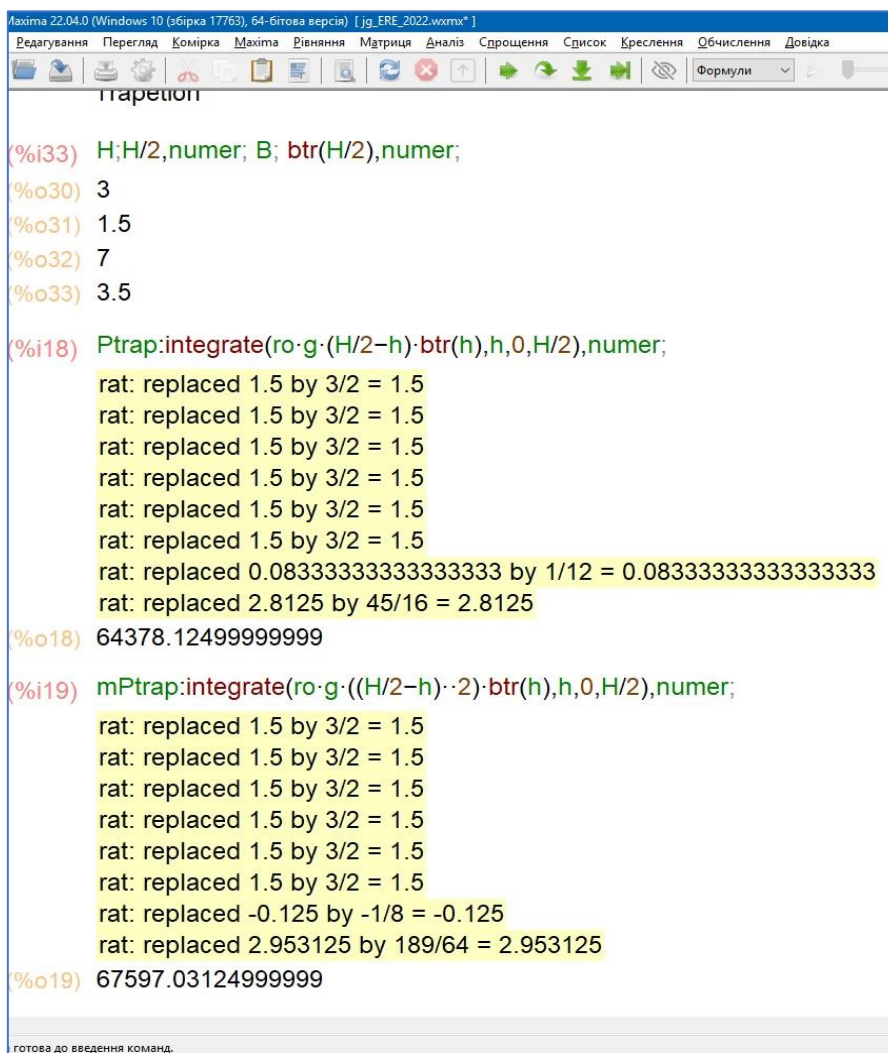 Maxima 22.04.0 (Windows 10 (збірка 17763), 64-бітова версія) [ jg_ERE_2022.wxmx* ]
Редагування Перегляд Комірка Maxima Рівняння Матриця Аналіз Спрощення Список Креслення Обчислення Довідка
Формули
Trapetion
(%i33) H;H/2,numer; B; btr(H/2),numer;
(%o30) 3
(%o31) 1.5
(%o32) 7
(%o33) 3.5
(%i18) Ptrap:integrate(ro·g·(H/2−h)·btr(h),h,0,H/2),numer;
rat: replaced 1.5 by 3/2 = 1.5
rat: replaced 1.5 by 3/2 = 1.5
rat: replaced 1.5 by 3/2 = 1.5
rat: replaced 1.5 by 3/2 = 1.5
rat: replaced 1.5 by 3/2 = 1.5
rat: replaced 1.5 by 3/2 = 1.5
rat: replaced 0.08333333333333333 by 1/12 = 0.08333333333333333
rat: replaced 2.8125 by 45/16 = 2.8125
(%o18) 64378.12499999999
(%i19) mPtrap:integrate(ro·g·((H/2−h)··2)·btr(h),h,0,H/2),numer;
rat: replaced 1.5 by 3/2 = 1.5
rat: replaced 1.5 by 3/2 = 1.5
rat: replaced 1.5 by 3/2 = 1.5
rat: replaced 1.5 by 3/2 = 1.5
rat: replaced 1.5 by 3/2 = 1.5
rat: replaced 1.5 by 3/2 = 1.5
rat: replaced -0.125 by -1/8 = -0.125
rat: replaced 2.953125 by 189/64 = 2.953125
(%o19) 67597.03124999999
готова до введення команд.